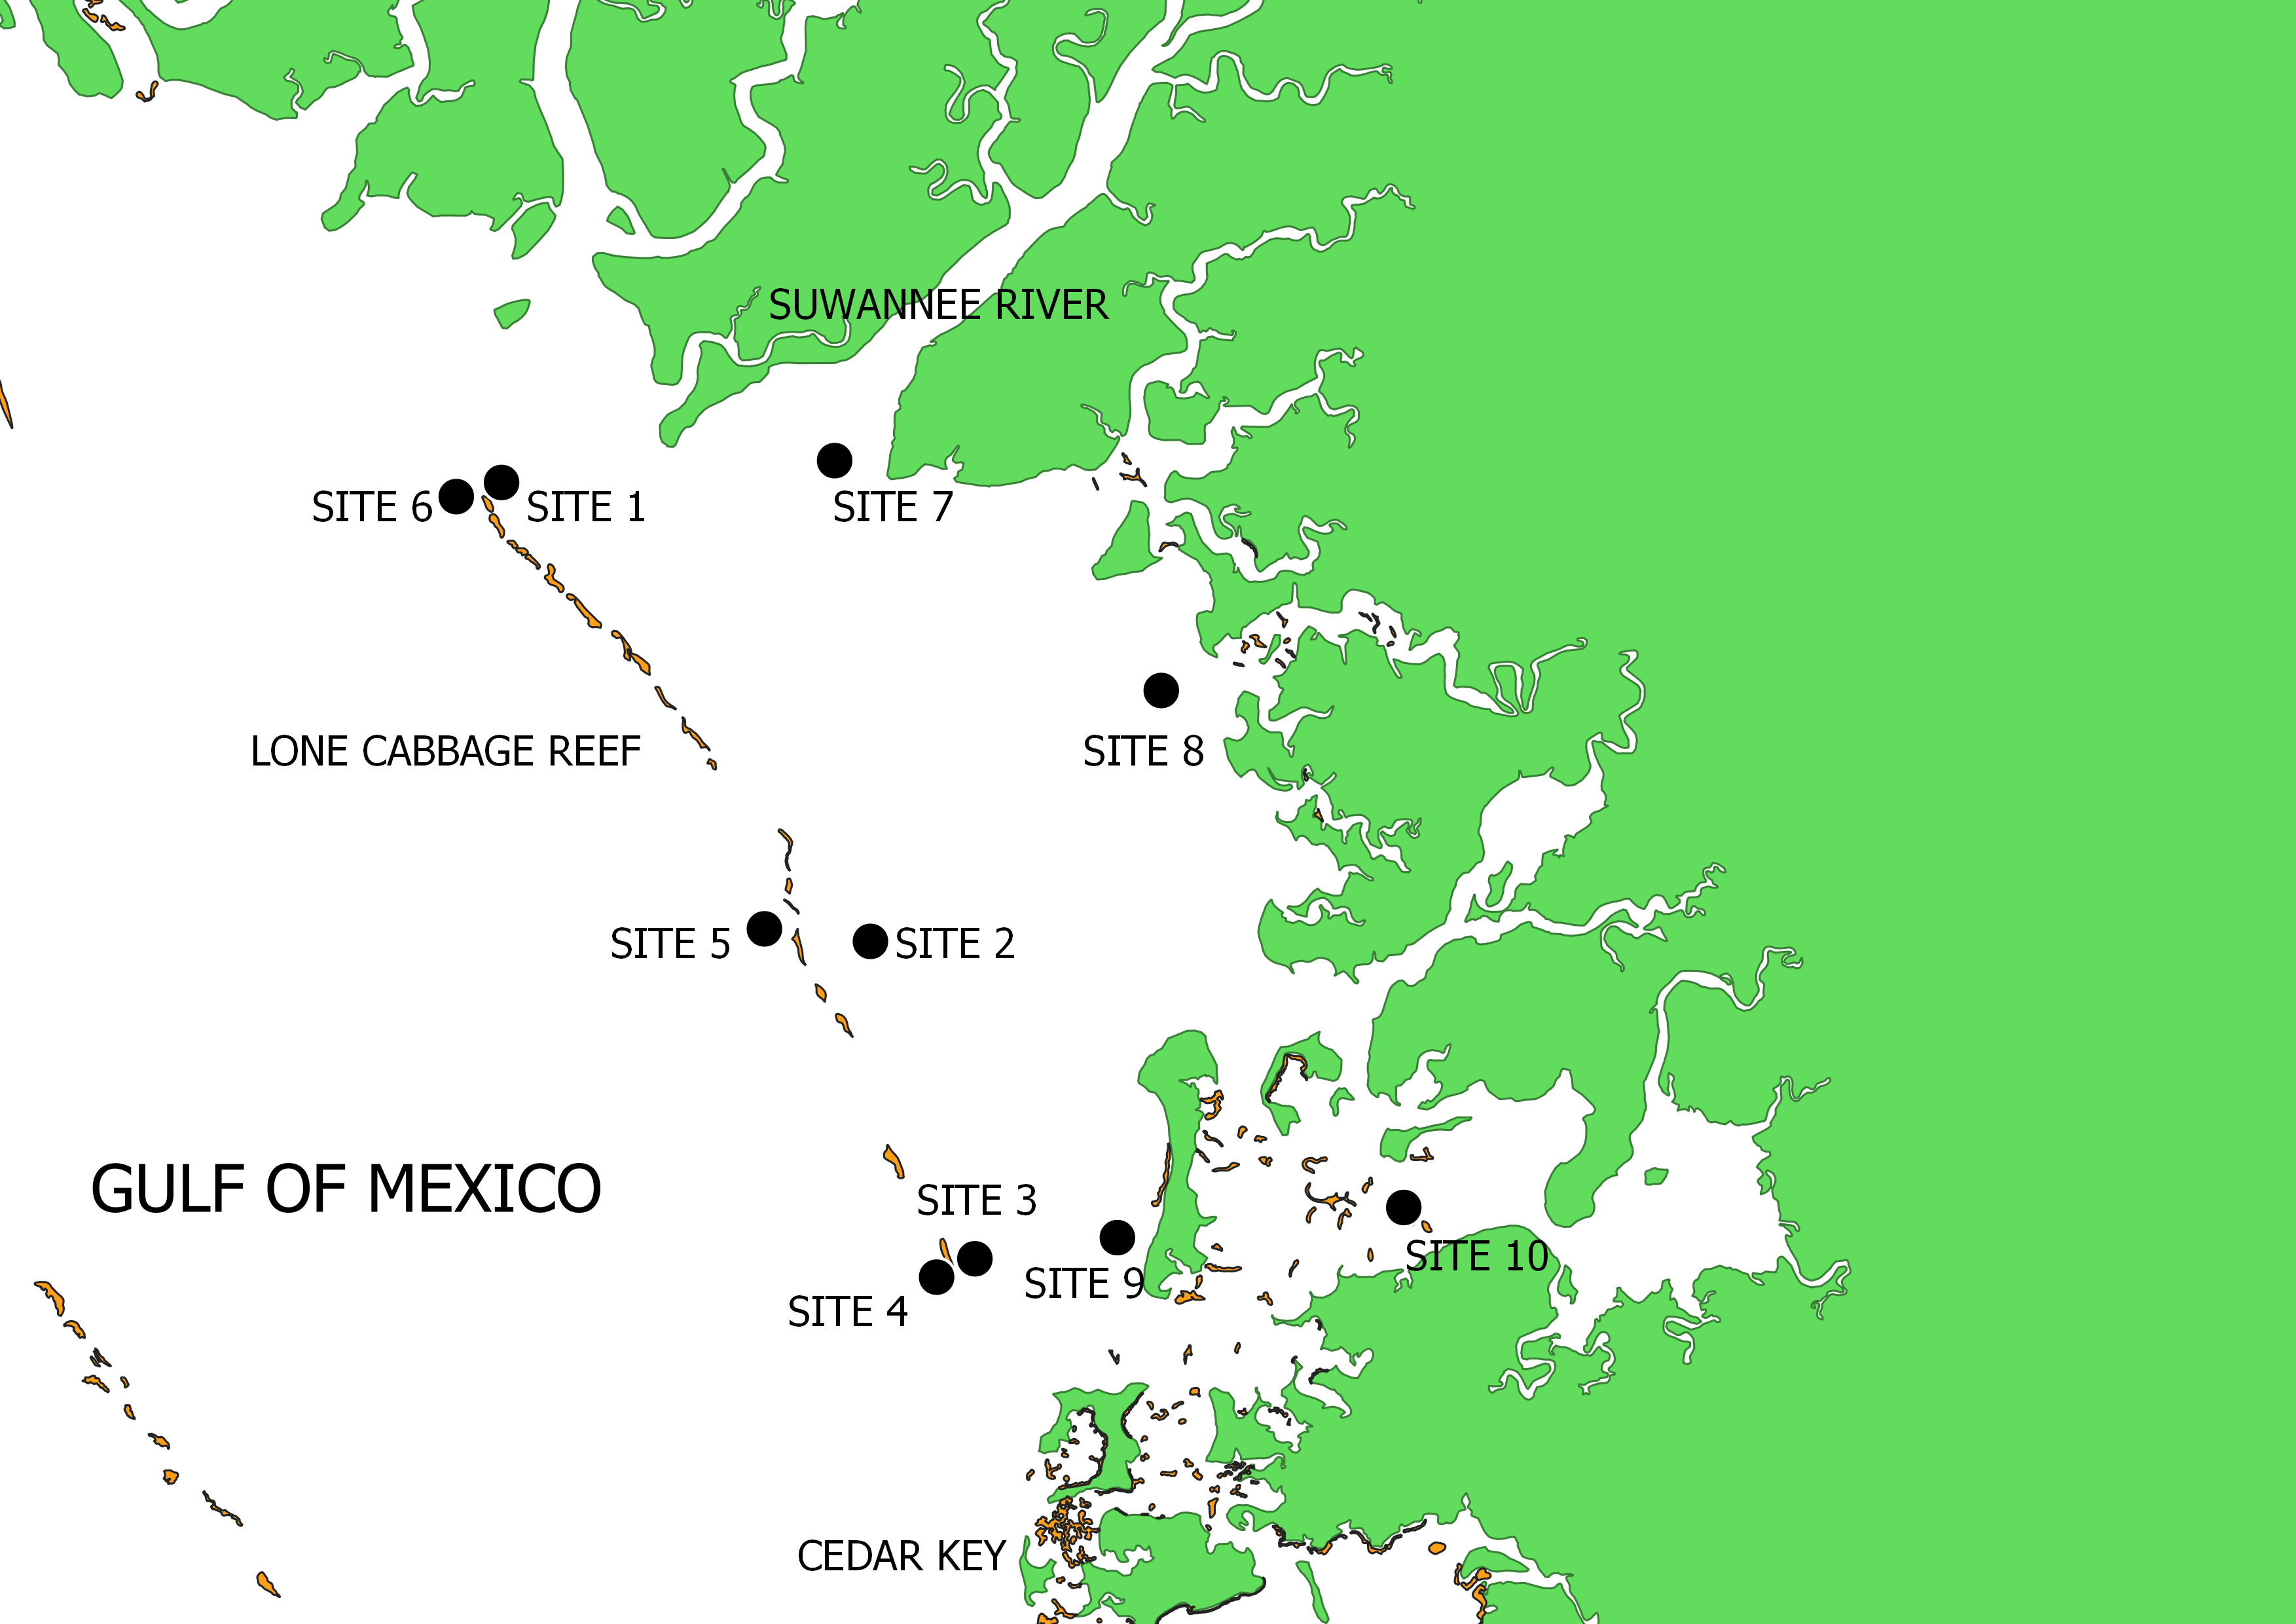 SUWANNEE RIVER
SITE 6
SITE 1
SITE 7
LONE CABBAGE REEF
SITE 8
SITE 5
SITE 2
GULF OF MEXICO
SITE 3
SITE 10
SITE 9
SITE 4
CEDAR KEY